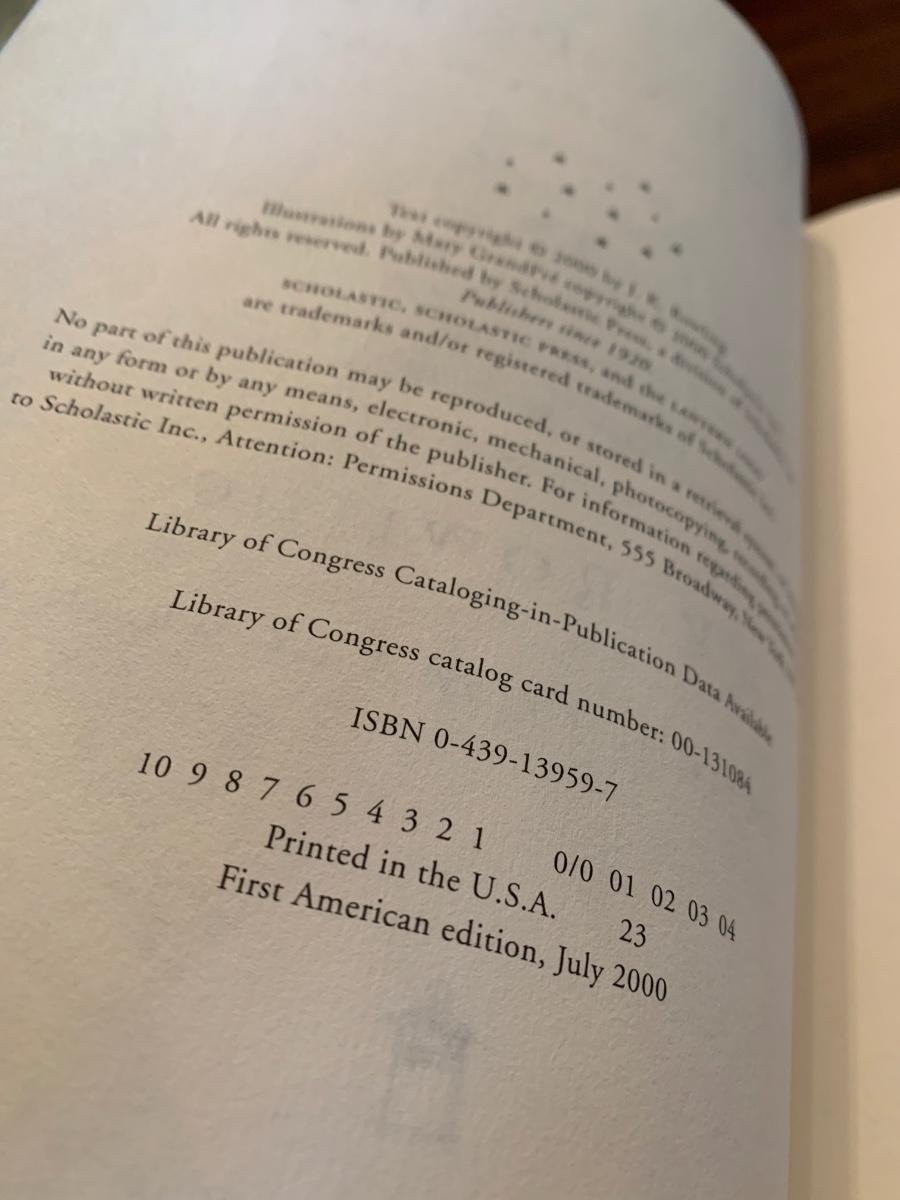 Text copyright © 2000 by J. K. Rowling
Illustrations by Mary GrandPré copyright © 2000 Scholastic
All rights reserved. Published by Scholastic Press, a division of
Publishers since 1920
SCHOLASTIC, SCHOLASTIC PRESS, and the LANTERN LOGO
are trademarks and/or registered trademarks of Scholastic Inc.
No part of this publication may be reproduced, or stored in a retrieval system,
in any form or by any means, electronic, mechanical, photocopying, recording,
without written permission of the publisher. For information regarding
to Scholastic Inc., Attention: Permissions Department, 555 Broadway, New York,
Library of Congress Cataloging-in-Publication Data Available
Library of Congress catalog card number: 00-131084
ISBN 0-439-13959-7
10 9 8 7 6 5 4 3 2 1 0/0 01 02 03 04
Printed in the U.S.A. 23
First American edition, July 2000